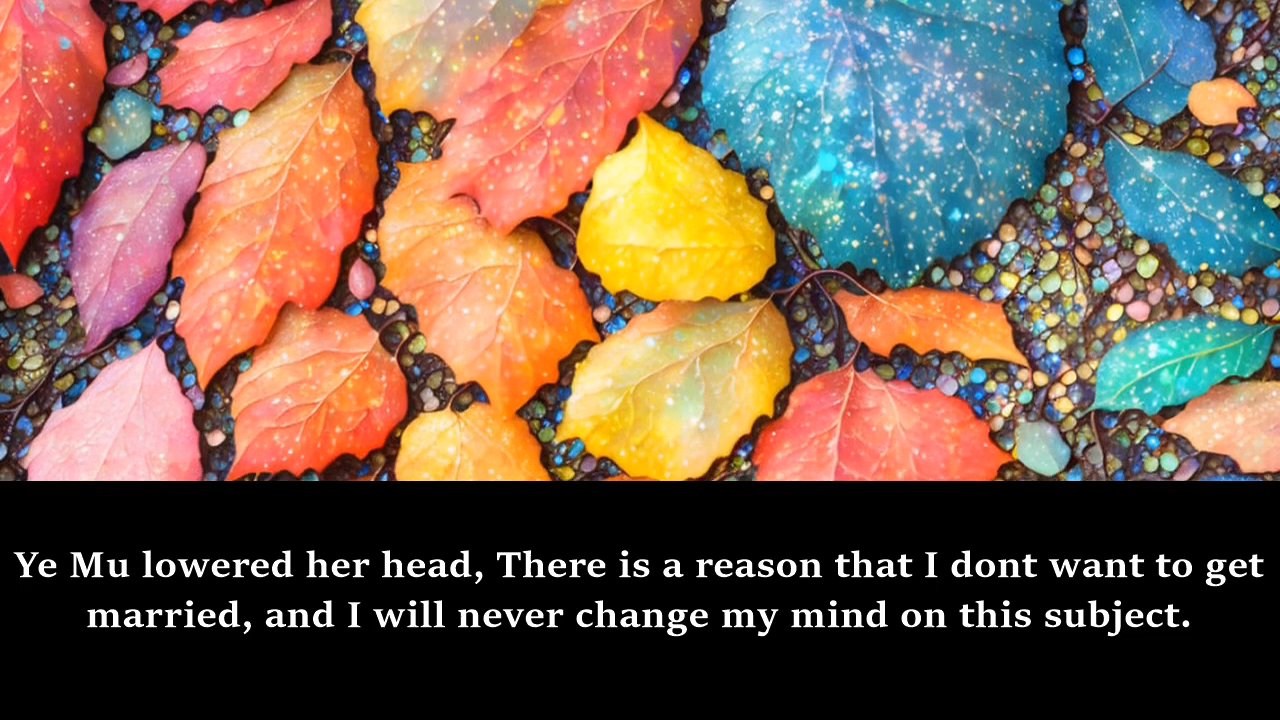 Ye Mu lowered her head, There is a reason that I dont want to get
married, and I will never change my mind on this subject.